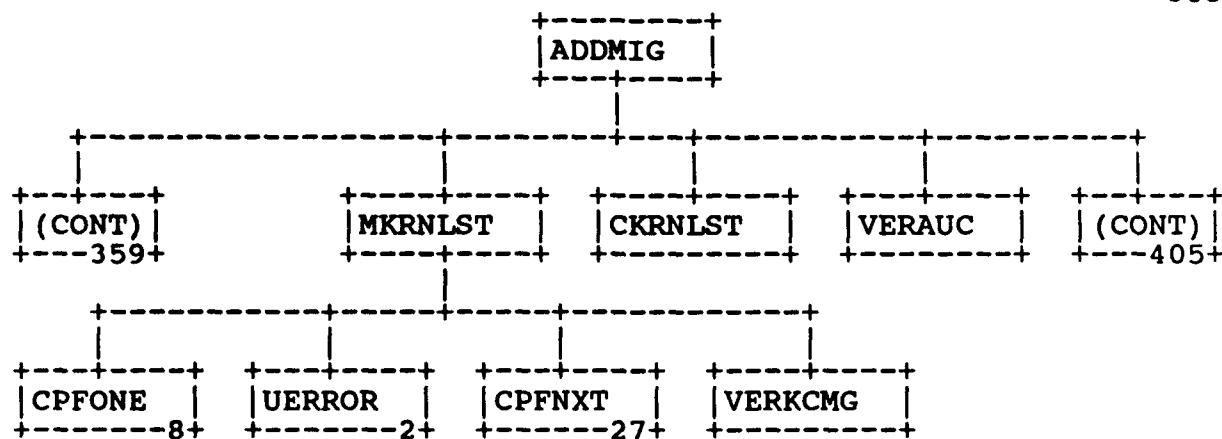 ADDMIG
(CONT) MKRNLST CKRNLST VERAUC (CONT)
359 405
CPFONE UERROR CPFNXT VERKCMG
8 2 27